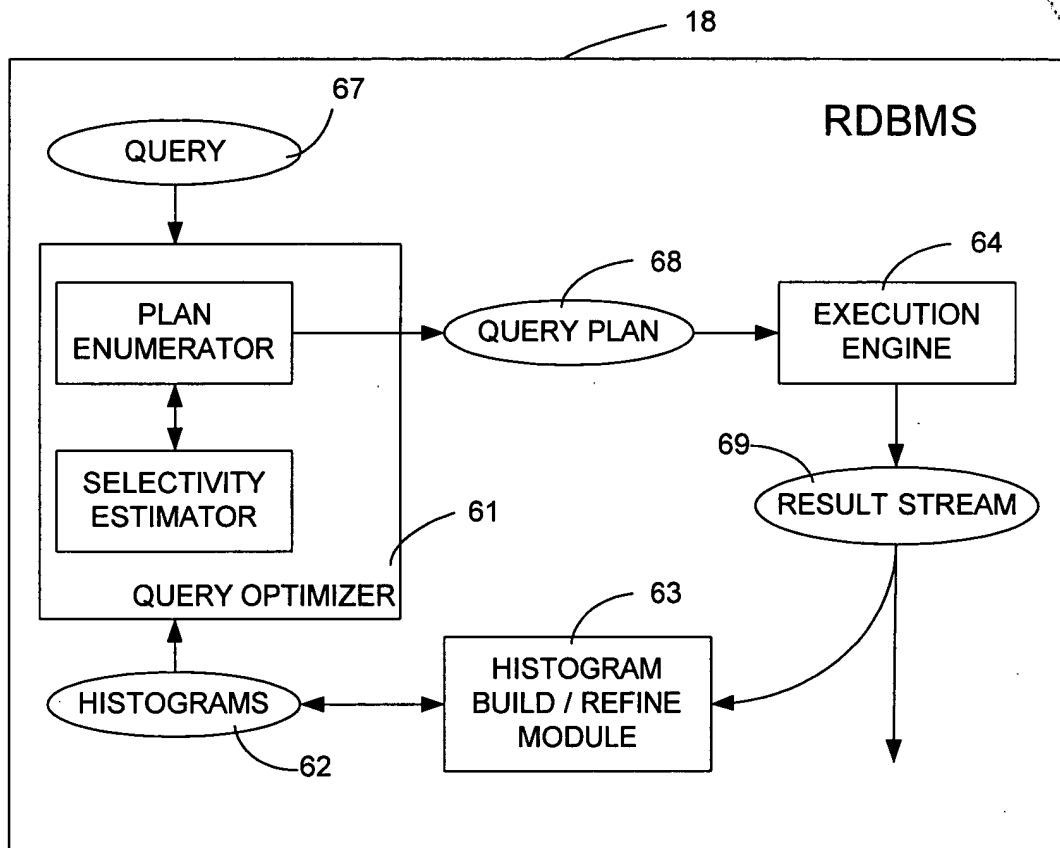 18
67
RDBMS
QUERY
64
68
PLAN
ENUMERATOR
QUERY PLAN
EXECUTION
ENGINE
69
SELECTIVITY
ESTIMATOR
61
RESULT STREAM
QUERY OPTIMIZER
63
HISTOGRAMS
HISTOGRAM
BUILD / REFINE
MODULE
62